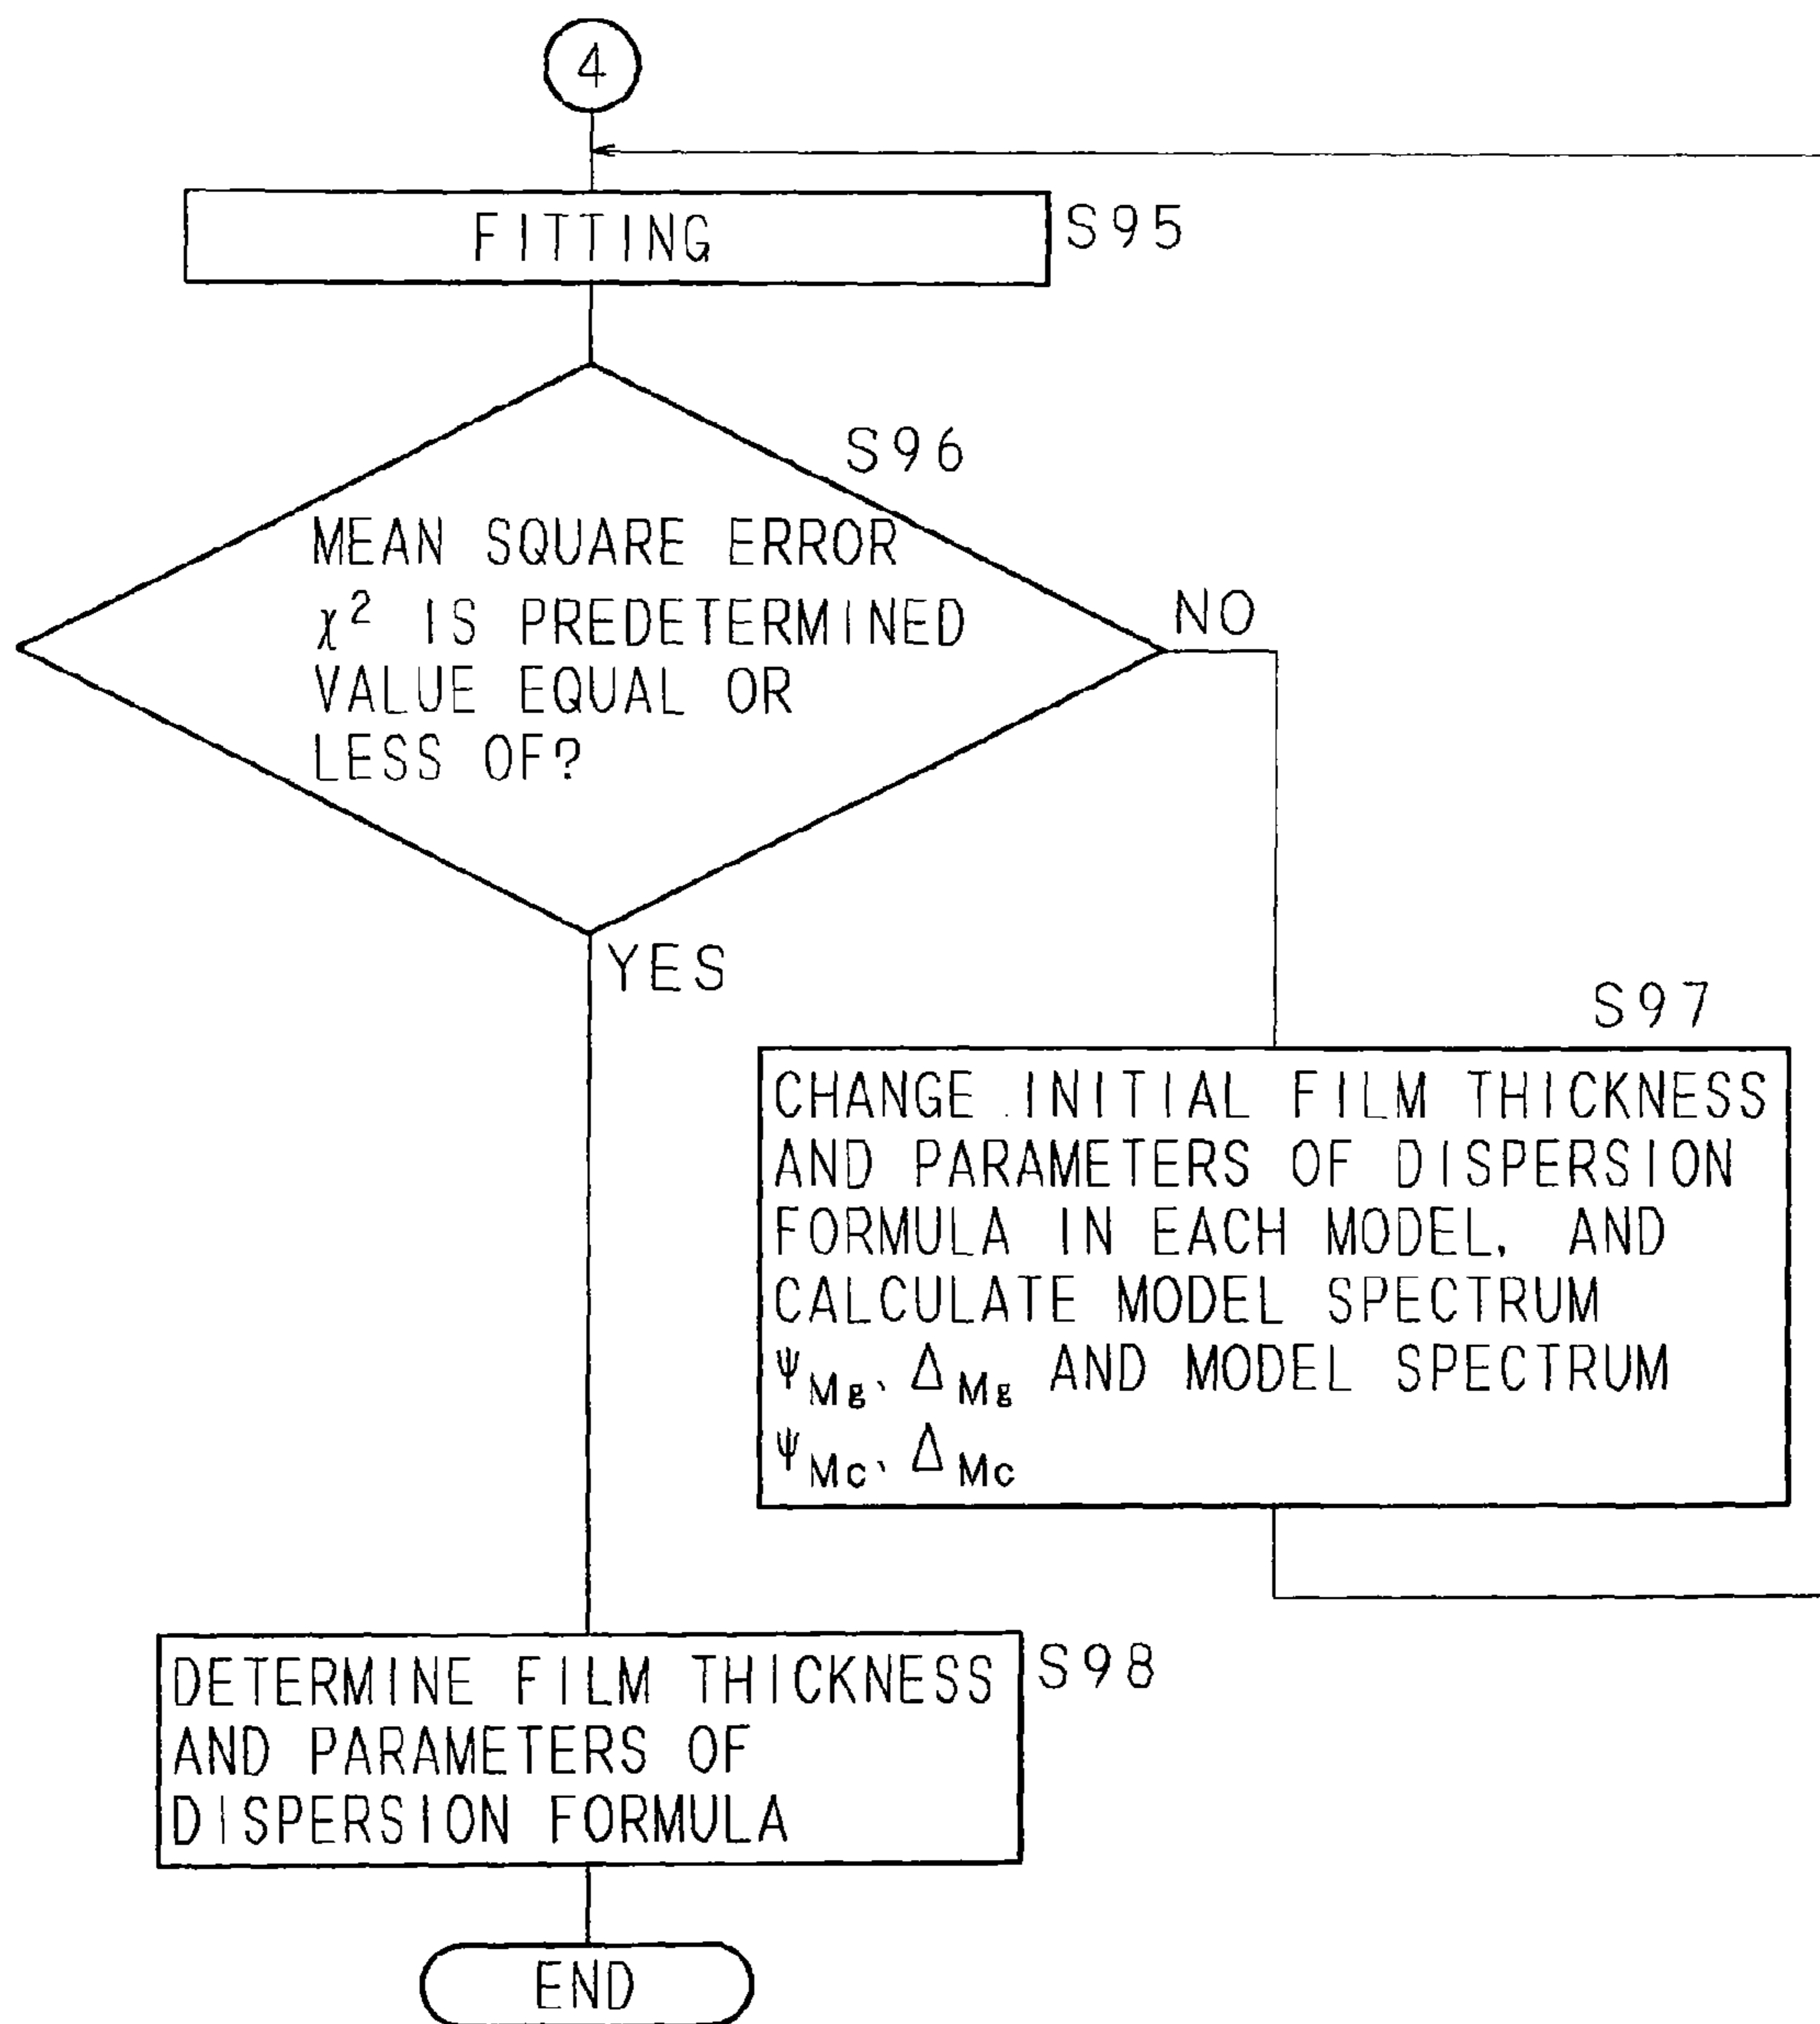 4
FITTING
S95
S96
MEAN SQUARE ERROR
χ² IS PREDETERMINED
VALUE EQUAL OR
LESS OF?
NO
YES
S97
CHANGE INITIAL FILM THICKNESS
AND PARAMETERS OF DISPERSION
FORMULA IN EACH MODEL, AND
CALCULATE MODEL SPECTRUM
ψMg、ΔMg AND MODEL SPECTRUM
ψMc、ΔMc
S98
DETERMINE FILM THICKNESS
AND PARAMETERS OF
DISPERSION FORMULA
END